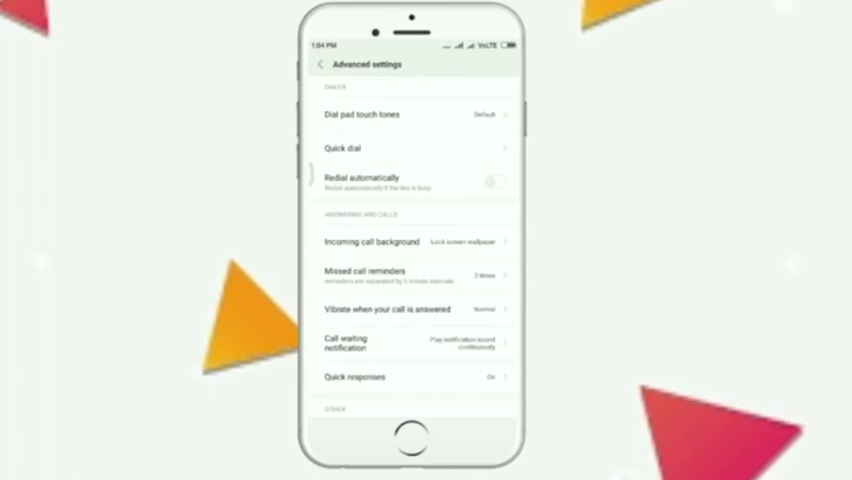 1:04 PM VoLTE
Advanced settings
DIALER
Dial pad touch tones Default
Quick dial
Redial automatically
Redial automatically if the line is busy
ANSWERING AND CALLS
Incoming call background Lock screen wallpaper
Missed call reminders 3 times
reminders are separated by 5 minute intervals
Vibrate when your call is answered Normal
Call waiting Play notification sound
notification continuously
Quick responses On
OTHER